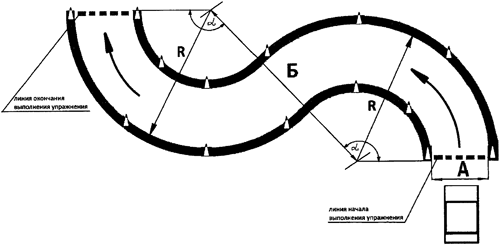 α
R
линия окончания
выполнения упражнения
Б
R
α
А
линия начала
выполнения упражнения